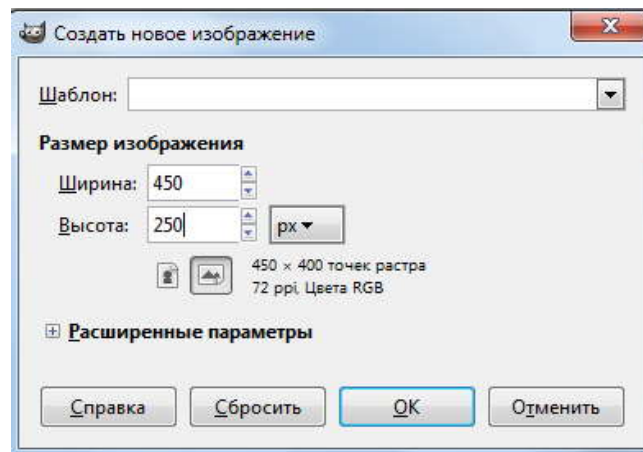 Создать новое изображение
Шаблон:
Размер изображения
Ширина: 450
Высота: 250 px
450 × 400 точек растра
72 ppi, Цвета RGB
Расширенные параметры
Справка Сбросить OK Отменить